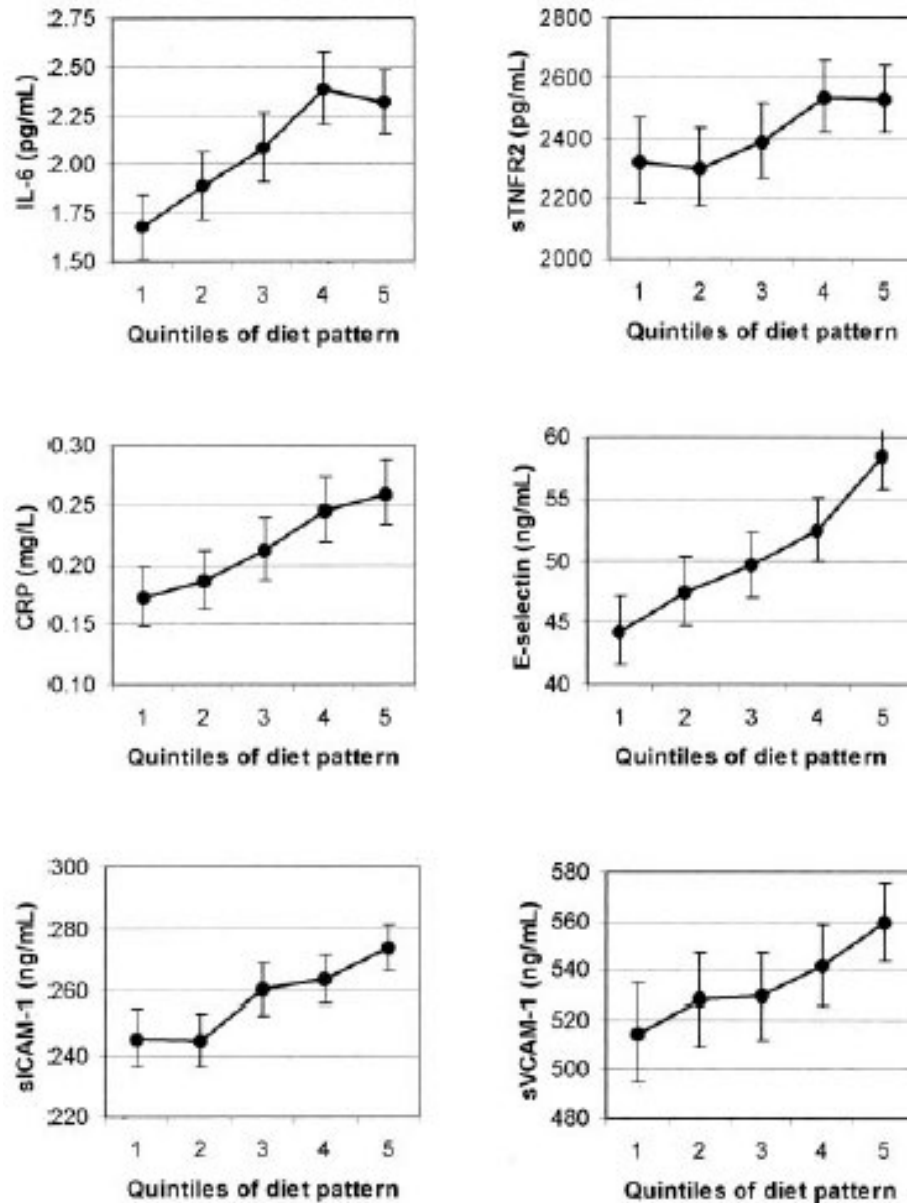 2.75
2.50
2.25
2.00
1.75
1.50
IL-6 (pg/mL)
1 2 3 4 5
Quintiles of diet pattern
2800
2600
2400
2200
2000
sTNFR2 (pg/mL)
1 2 3 4 5
Quintiles of diet pattern
0.30
0.25
0.20
0.15
0.10
CRP (mg/L)
1 2 3 4 5
Quintiles of diet pattern
60
55
50
45
40
E-selectin (ng/mL)
1 2 3 4 5
Quintiles of diet pattern
300
280
260
240
220
sICAM-1 (ng/mL)
1 2 3 4 5
Quintiles of diet pattern
580
560
540
520
500
480
sVCAM-1 (ng/mL)
1 2 3 4 5
Quintiles of diet pattern